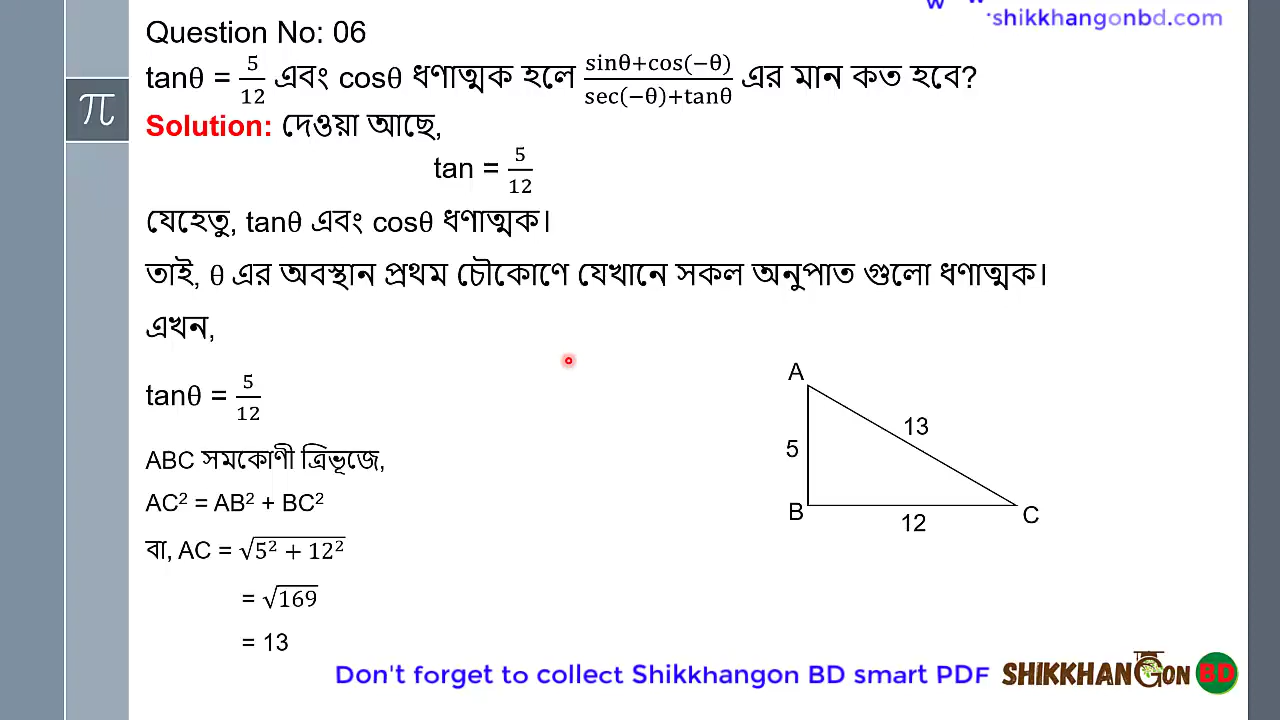 shikkhangonbd.com
Question No: 06
π
tanθ = 5/12 এবং cosθ ধণাত্মক হলে (sinθ+cos(−θ))/(sec(−θ)+tanθ) এর মান কত হবে?
Solution: দেওয়া আছে,
tan = 5/12
যেহেতু, tanθ এবং cosθ ধণাত্মক।
তাই, θ এর অবস্থান প্রথম চৌকোণে যেখানে সকল অনুপাত গুলো ধণাত্মক।
এখন,
tanθ = 5/12
ABC সমকোণী ত্রিভূজে,
AC² = AB² + BC²
বা, AC = √(5² + 12²)
= √169
= 13
A
13
5
B
12
C
Don't forget to collect Shikkhangon BD smart PDF
SHIKKHANGON BD